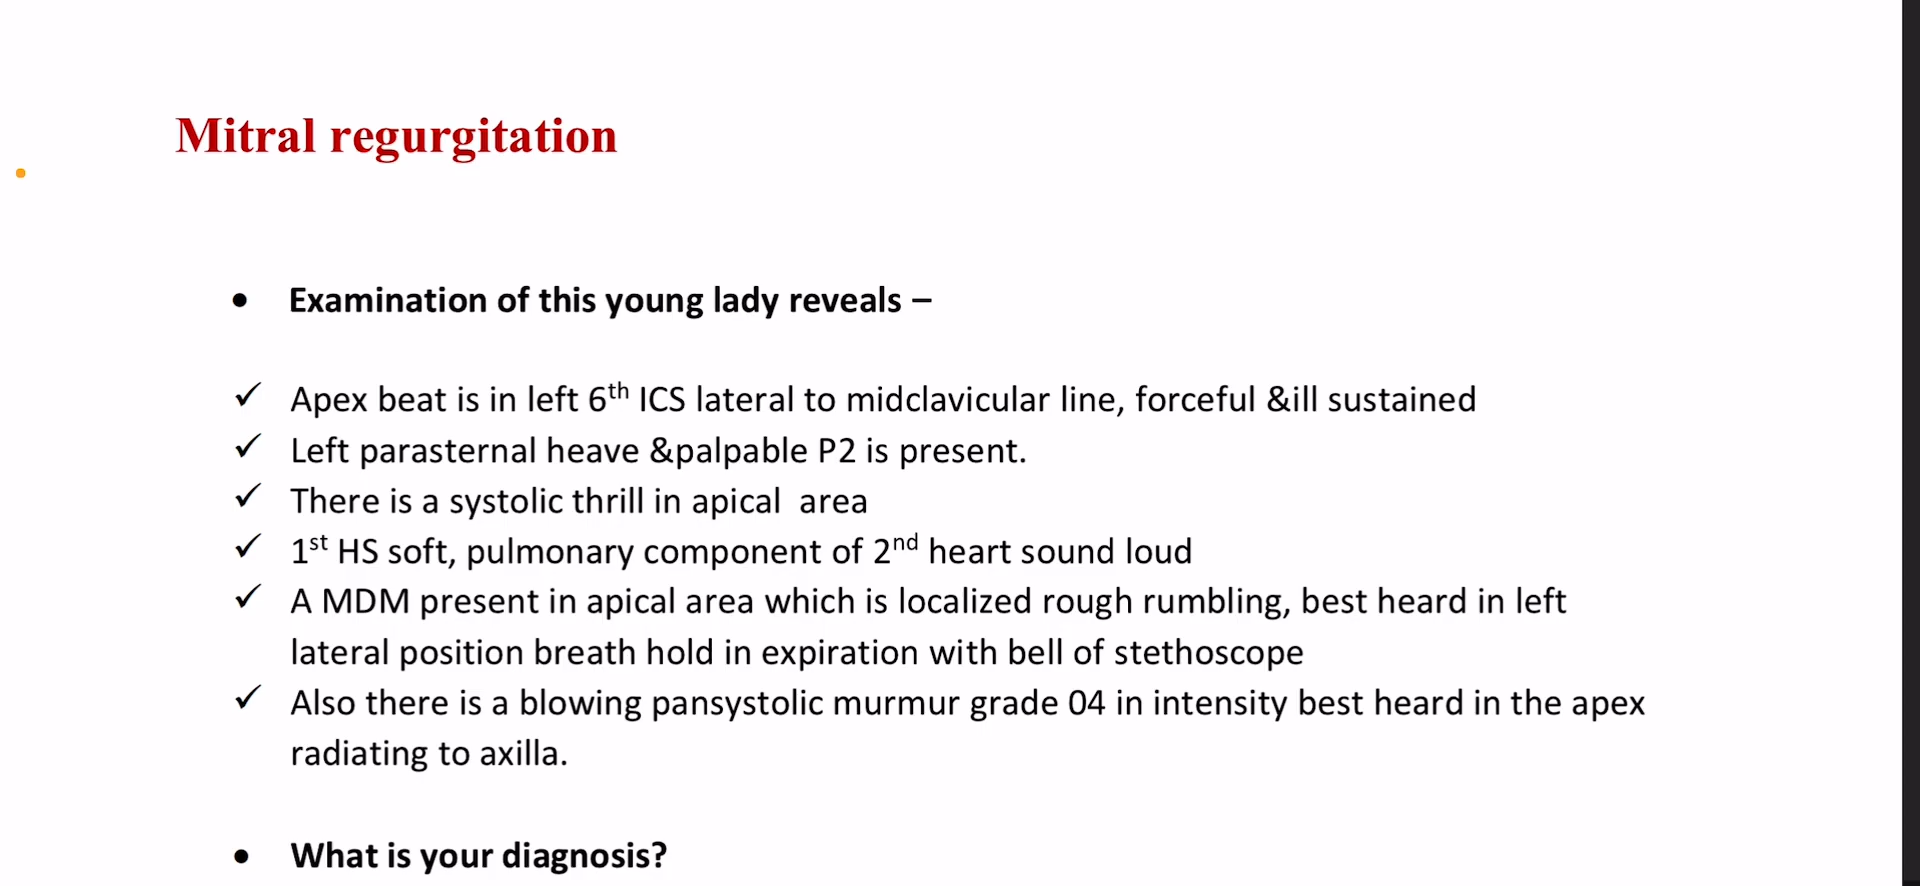 Mitral regurgitation
• Examination of this young lady reveals –
✓ Apex beat is in left 6th ICS lateral to midclavicular line, forceful &ill sustained
✓ Left parasternal heave &palpable P2 is present.
✓ There is a systolic thrill in apical  area
✓ 1st HS soft, pulmonary component of 2nd heart sound loud
✓ A MDM present in apical area which is localized rough rumbling, best heard in left
lateral position breath hold in expiration with bell of stethoscope
✓ Also there is a blowing pansystolic murmur grade 04 in intensity best heard in the apex
radiating to axilla.
• What is your diagnosis?